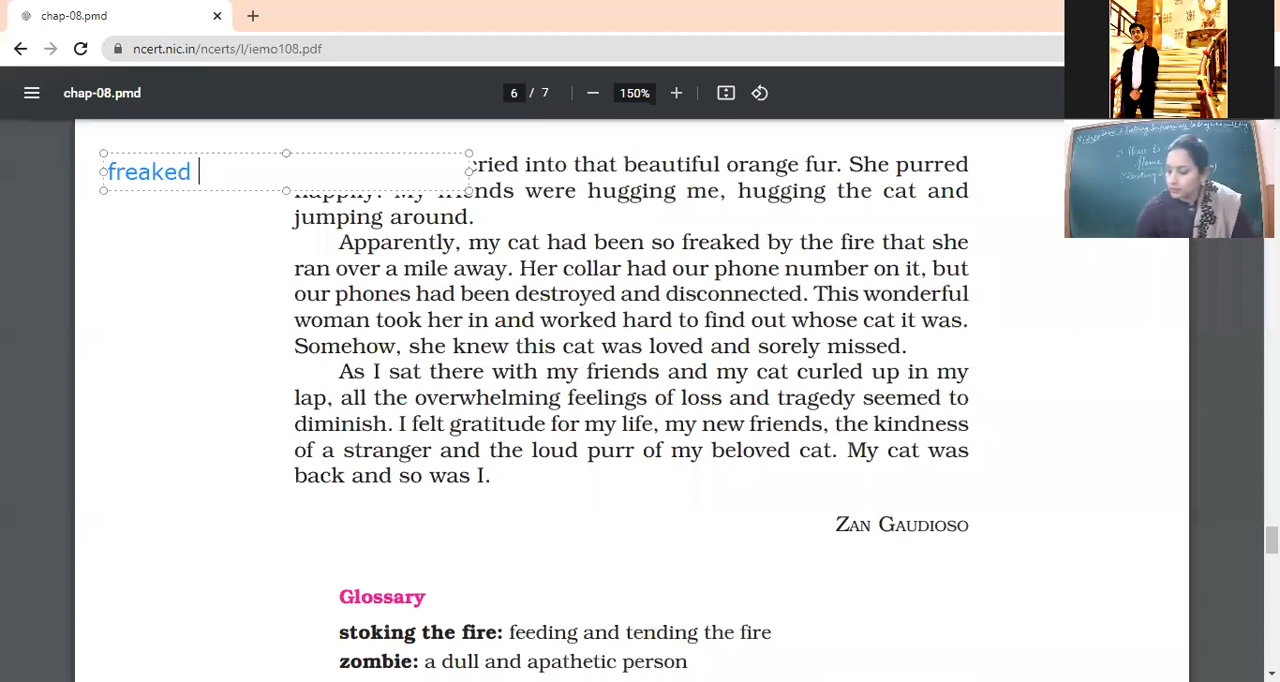 chap-08.pmd
ncert.nic.in/ncerts/l/iemo108.pdf
chap-08.pmd
6 / 7
150%
freaked
cried into that beautiful orange fur. She purred
happily. My friends were hugging me, hugging the cat and
jumping around.
Apparently, my cat had been so freaked by the fire that she
ran over a mile away. Her collar had our phone number on it, but
our phones had been destroyed and disconnected. This wonderful
woman took her in and worked hard to find out whose cat it was.
Somehow, she knew this cat was loved and sorely missed.
As I sat there with my friends and my cat curled up in my
lap, all the overwhelming feelings of loss and tragedy seemed to
diminish. I felt gratitude for my life, my new friends, the kindness
of a stranger and the loud purr of my beloved cat. My cat was
back and so was I.
ZAN GAUDIOSO
Glossary
stoking the fire: feeding and tending the fire
zombie: a dull and apathetic person